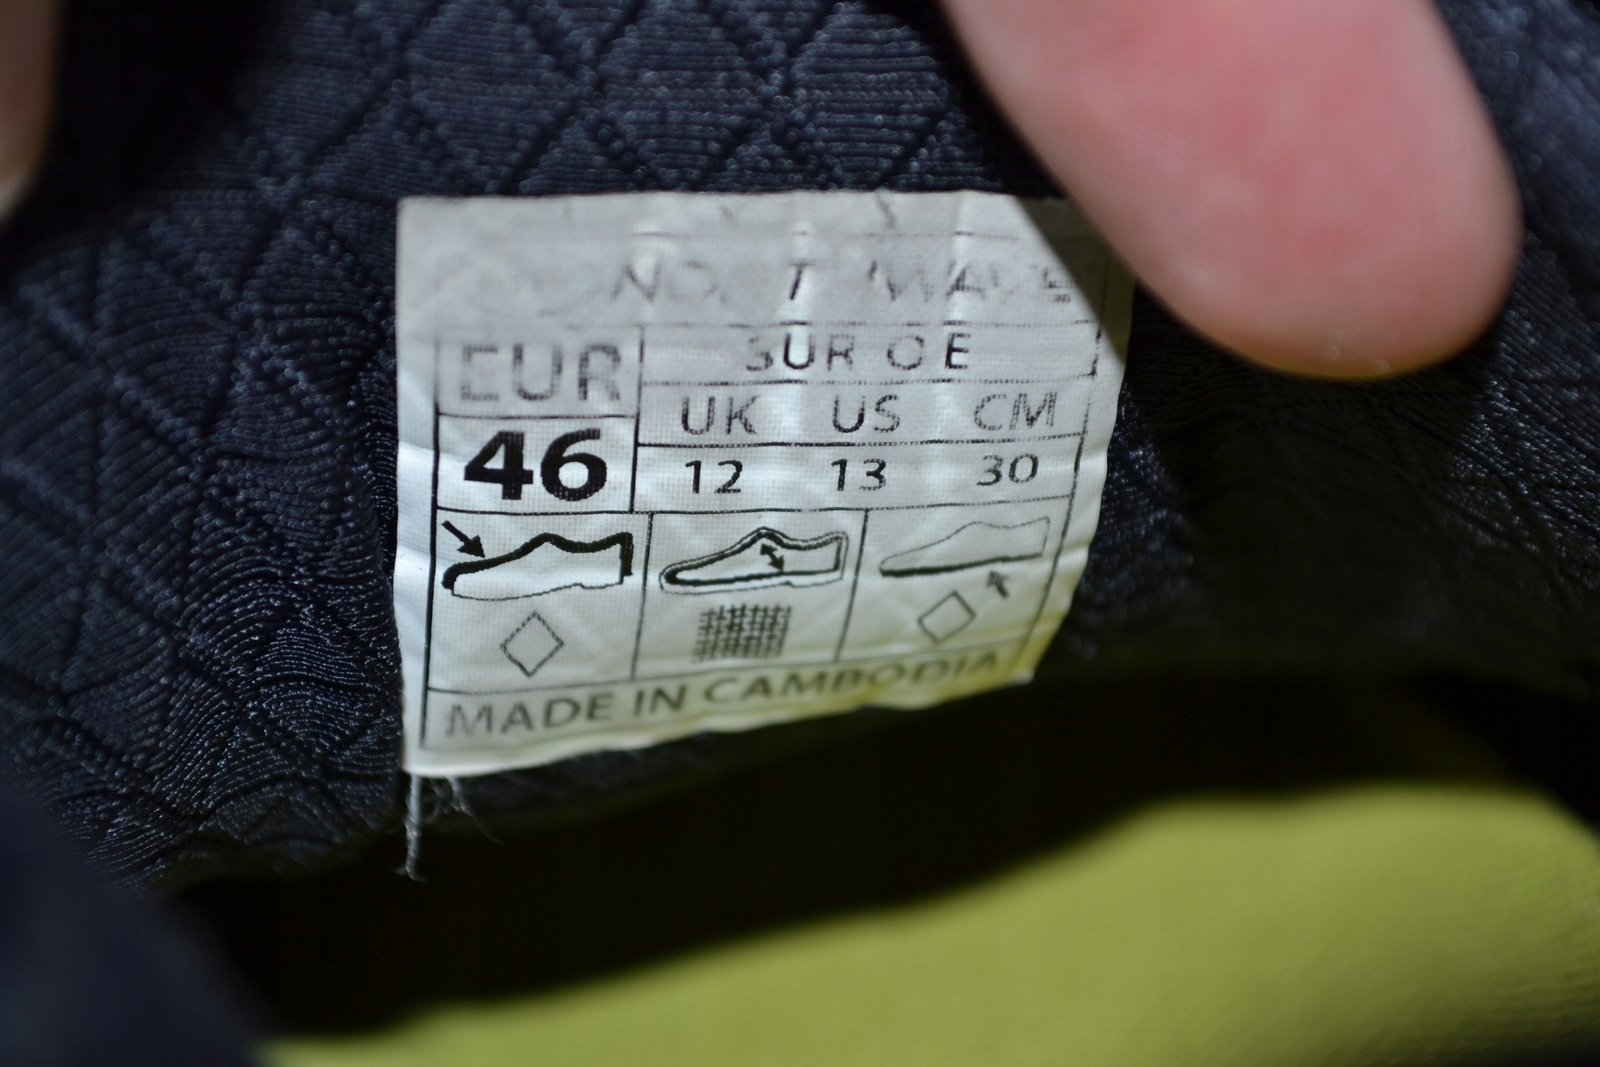 EUR
46
UK US CM
12 13 30
MADE IN CAMBODIA